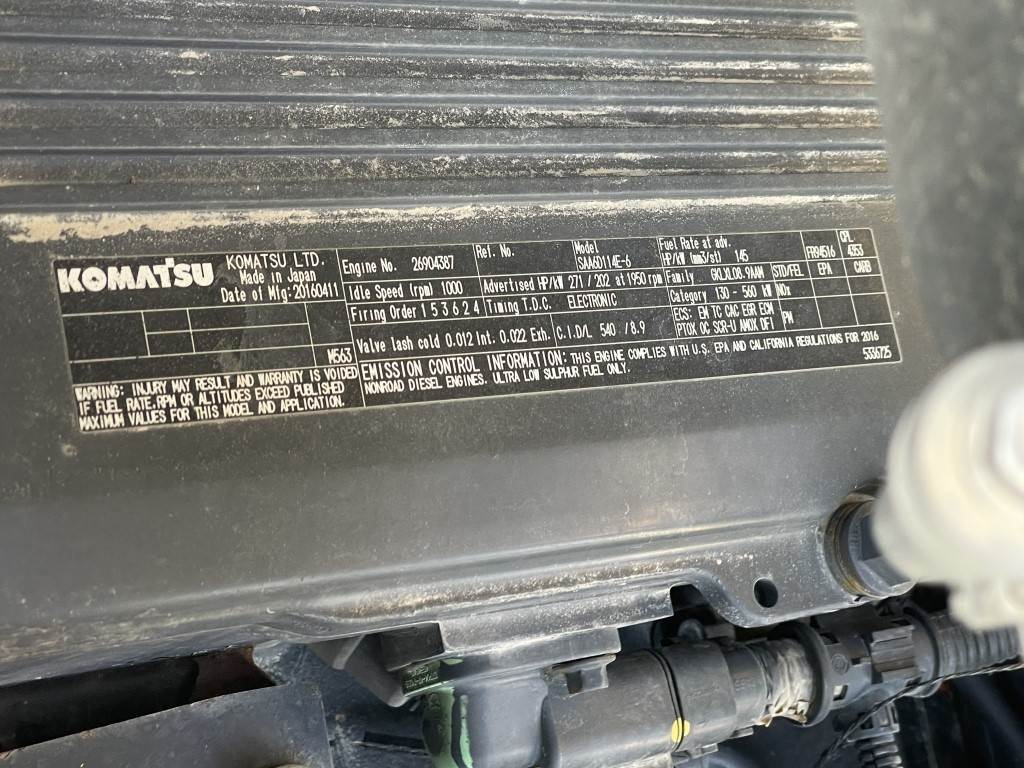 KOMATSU
KOMATSU LTD.
Made in Japan
Date of Mfg:20160411
M563
WARNING: INJURY MAY RESULT AND WARRANTY IS VOIDED
IF FUEL RATE,RPM OR ALTITUDES EXCEED PUBLISHED
MAXIMUM VALUES FOR THIS MODEL AND APPLICATION.
Engine No. 26904387
Ref. No.
Model
SAA6D114E-6
Fuel Rate at adv.
HP/kW (mm3/st) 145
FR94516
CPL
4353
Idle Speed (rpm) 1000
Advertised HP/kW 271 / 202 at 1950 rpm
Family GKLXL08.9AAN
STD/FEL
EPA
CARB
Firing Order 1 5 3 6 2 4
Timing T.D.C. ELECTRONIC
Category 130 - 560 kW
NOx
Valve lash cold 0.012 Int. 0.022 Exh.
C.I.D/L 540 / 8.9
ECS: EM TC CAC EGR ECM
PTOX OC SCR-U AMOX DFI
PM
EMISSION CONTROL INFORMATION: THIS ENGINE COMPLIES WITH U.S. EPA AND CALIFORNIA REGULATIONS FOR 2016
NONROAD DIESEL ENGINES. ULTRA LOW SULPHUR FUEL ONLY.
5336725